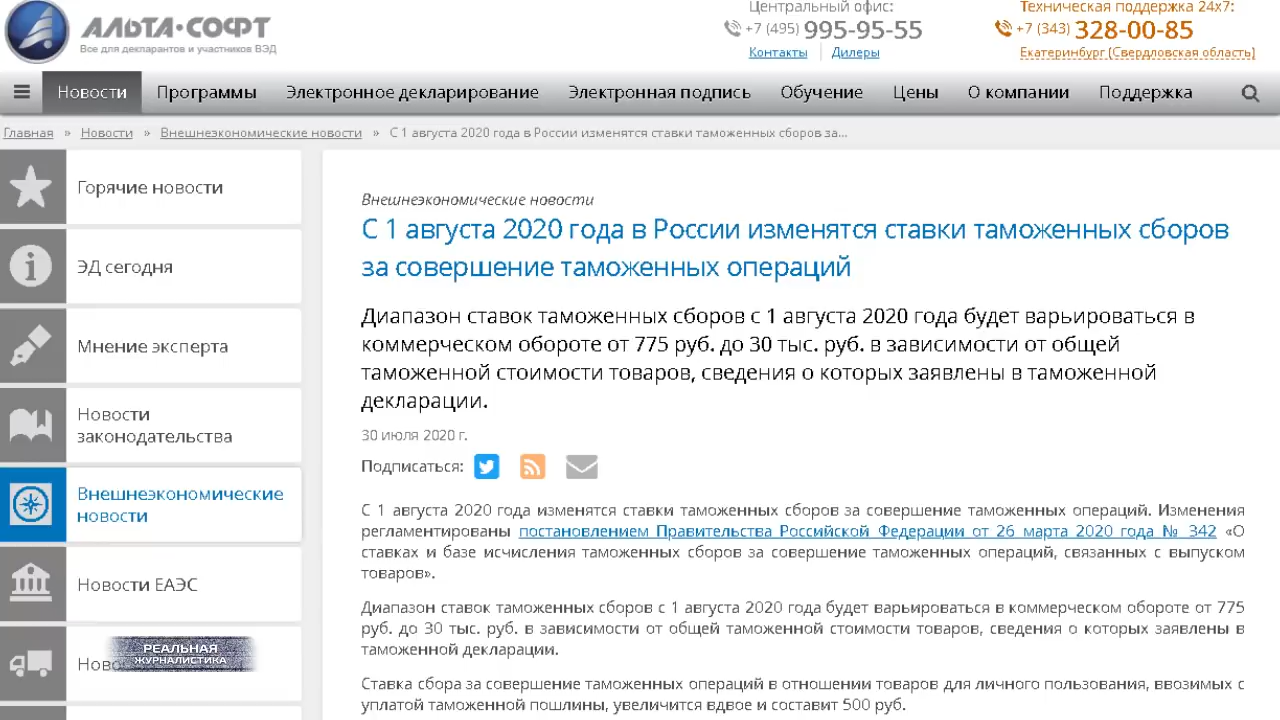 АЛЬТА·СОФТ
Все для декларантов и участников ВЭД
Центральный офис:
+7 (495) 995-95-55
Контакты Дилеры
Техническая поддержка 24x7:
+7 (343) 328-00-85
Екатеринбург (Свердловская область)
Новости Программы Электронное декларирование Электронная подпись Обучение Цены О компании Поддержка
Главная » Новости » Внешнеэкономические новости » С 1 августа 2020 года в России изменятся ставки таможенных сборов за...
Горячие новости
ЭД сегодня
Мнение эксперта
Новости
законодательства
Внешнеэкономические
новости
Новости ЕАЭС
РЕАЛЬНАЯ
ЖУРНАЛИСТИКА
Внешнеэкономические новости
С 1 августа 2020 года в России изменятся ставки таможенных сборов
за совершение таможенных операций
Диапазон ставок таможенных сборов с 1 августа 2020 года будет варьироваться в
коммерческом обороте от 775 руб. до 30 тыс. руб. в зависимости от общей
таможенной стоимости товаров, сведения о которых заявлены в таможенной
декларации.
30 июля 2020 г.
Подписаться:
С 1 августа 2020 года изменятся ставки таможенных сборов за совершение таможенных операций. Изменения
регламентированы постановлением Правительства Российской Федерации от 26 марта 2020 года № 342 «О
ставках и базе исчисления таможенных сборов за совершение таможенных операций, связанных с выпуском
товаров».
Диапазон ставок таможенных сборов с 1 августа 2020 года будет варьироваться в коммерческом обороте от 775
руб. до 30 тыс. руб. в зависимости от общей таможенной стоимости товаров, сведения о которых заявлены в
таможенной декларации.
Ставка сбора за совершение таможенных операций в отношении товаров для личного пользования, ввозимых с
уплатой таможенной пошлины, увеличится вдвое и составит 500 руб.